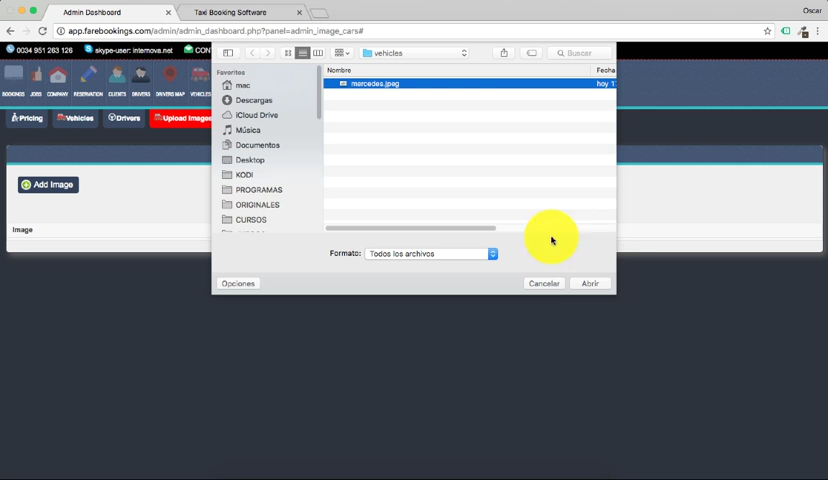 Admin Dashboard
Taxi Booking Software
Oscar
app.farebookings.com/admin/admin_dashboard.php?panel=admin_image_cars#
0034 951 263 126 skype-user: internova.net CON
vehicles
Buscar
BOOKINGS JOBS COMPANY RESERVATION CLIENTS DRIVERS DRIVERS MAP VEHICLES
Pricing
Vehicles
Drivers
Upload Images
Favoritos
mac
Descargas
iCloud Drive
Música
Documentos
Desktop
KODI
PROGRAMAS
ORIGINALES
CURSOS
Nombre
Fecha
mercedes.jpeg
hoy 1
Add Image
Image
Formato: Todos los archivos
Opciones
Cancelar
Abrir